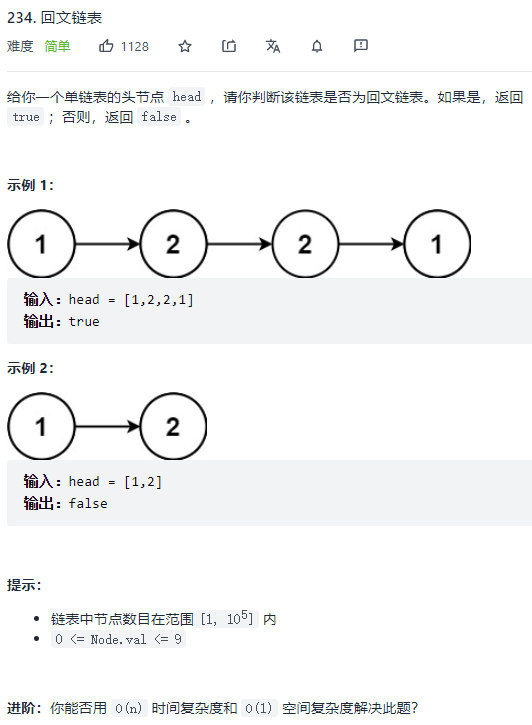 234. 回文链表
难度 简单 1128
给你一个单链表的头节点 head ，请你判断该链表是否为回文链表。如果是，返回
true ；否则，返回 false 。
示例 1：
1 2 2 1
输入：head = [1,2,2,1]
输出：true
示例 2：
1 2
输入：head = [1,2]
输出：false
提示：
链表中节点数目在范围[1, 10⁵] 内
0 <= Node.val <= 9
进阶：你能否用 O(n) 时间复杂度和 O(1) 空间复杂度解决此题？